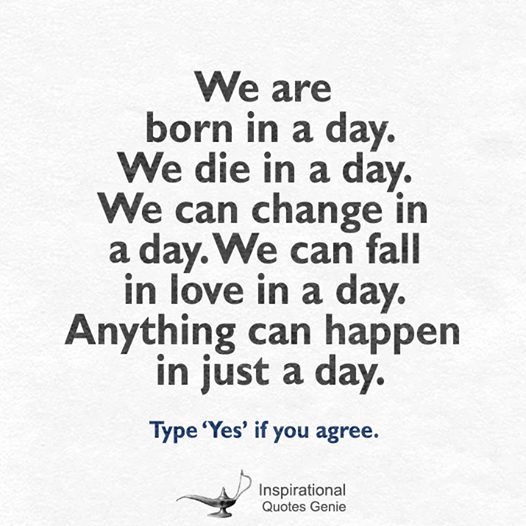 We are
born in a day.
We die in a day.
We can change in
a day. We can fall
in love in a day.
Anything can happen
in just a day.
Type ‘Yes’ if you agree.
Inspirational
Quotes Genie